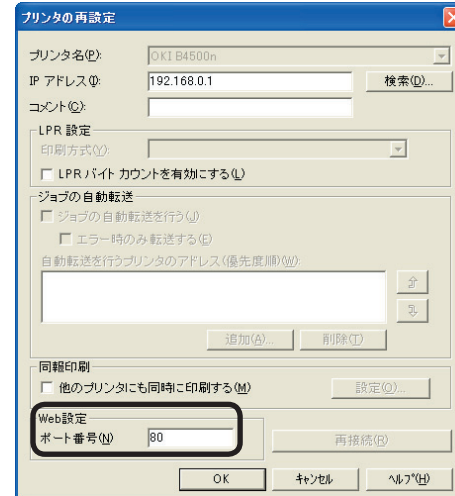 プリンタの再設定
プリンタ名(P): OKI B4500n
IP アドレス(I): 192.168.0.1 検索(D)...
コメント(C):
LPR 設定
印刷方式(Y):
LPR バイト カウントを有効にする(L)
ジョブの自動転送
ジョブの自動転送を行う(J)
エラー時のみ転送する(E)
自動転送を行うプリンタのアドレス(優先度順)(W):
追加(A)... 削除(T)
同報印刷
他のプリンタにも同時に印刷する(M) 設定(O)...
Web設定
ポート番号(N) 80 再接続(R)
OK キャンセル ヘルプ(H)